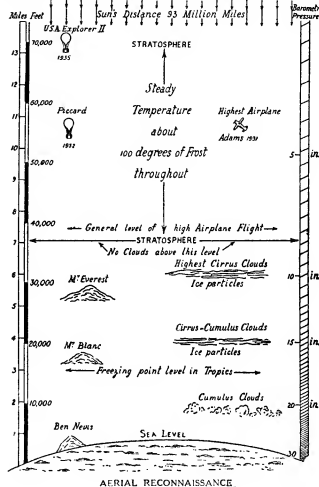 Miles Feet
Sun's Distance 93 Million Miles
Baromet
Pressure
U.S.A. Explorer II
1935
STRATOSPHERE
13
70,000
12
Steady
Temperature
about
100 degrees of Frost
throughout
60,000
11
Piccard
1932
Highest Airplane
Adams 1937
10
50,000
5 in.
9
8
40,000
General level of high Airplane Flight
7
STRATOSPHERE
No Clouds above this level
6
30,000
Mt Everest
Highest Cirrus Clouds
Ice particles
10 in.
5
4
20,000
Mt Blanc
Cirrus-Cumulus Clouds
Ice particles
15 in.
3
Freezing point level in Tropics
2
10,000
Cumulus Clouds
20 in.
1
Ben Nevis
SEA LEVEL
30
AERIAL RECONNAISSANCE